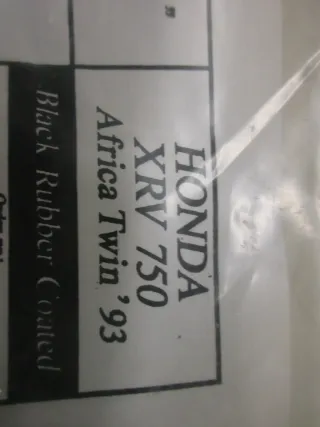 HONDA
XRV 750
Africa Twin '93
Black Rubber Coated